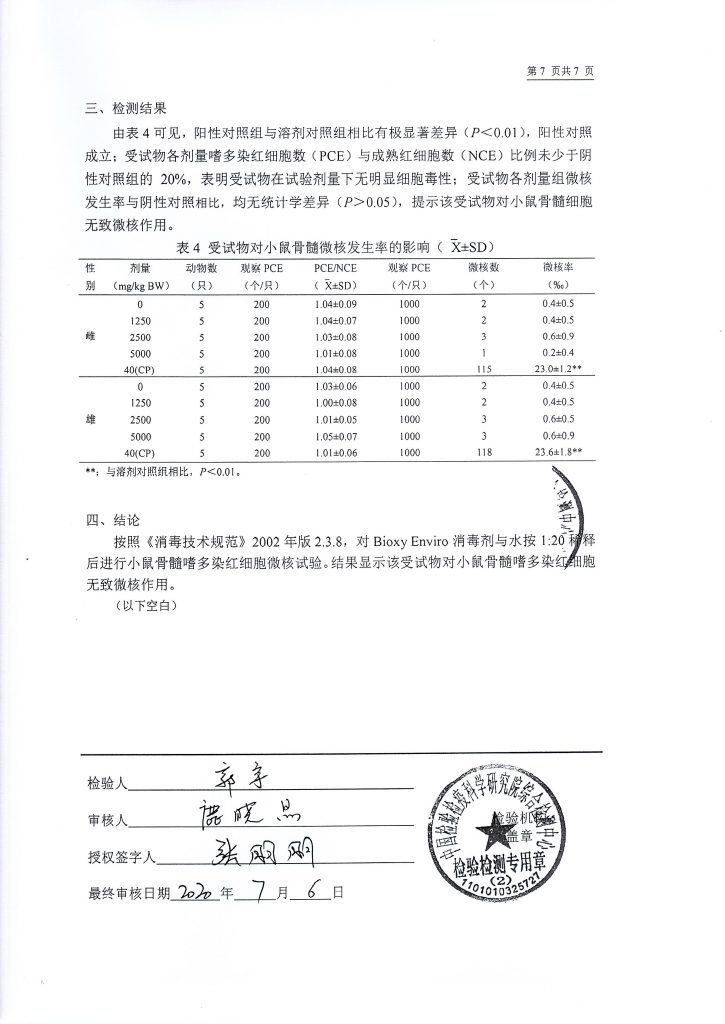 第 7 页共 7 页
三、检测结果
由表 4 可见，阳性对照组与溶剂对照组相比有极显著差异（P＜0.01），阳性对照
成立；受试物各剂量嗜多染红细胞数（PCE）与成熟红细胞数（NCE）比例未少于阴
性对照组的 20%，表明受试物在试验剂量下无明显细胞毒性；受试物各剂量组微核
发生率与阴性对照相比，均无统计学差异（P＞0.05），提示该受试物对小鼠骨髓细胞
无致微核作用。
表 4 受试物对小鼠骨髓微核发生率的影响（ X̄±SD）
性 剂量 动物数 观察 PCE PCE/NCE 观察 PCE 微核数 微核率
别 （mg/kg BW） （只） （个/只） （ X̄±SD） （个/只） （个） （‰）
0 5 200 1.04±0.09 1000 2 0.4±0.5
1250 5 200 1.04±0.07 1000 2 0.4±0.5
雌 2500 5 200 1.03±0.08 1000 3 0.6±0.9
5000 5 200 1.01±0.08 1000 1 0.2±0.4
40(CP) 5 200 1.04±0.08 1000 115 23.0±1.2**
0 5 200 1.03±0.06 1000 2 0.4±0.5
1250 5 200 1.00±0.08 1000 2 0.4±0.5
雄 2500 5 200 1.01±0.05 1000 3 0.6±0.5
5000 5 200 1.05±0.07 1000 3 0.6±0.9
40(CP) 5 200 1.01±0.06 1000 118 23.6±1.8**
**：与溶剂对照组相比，P＜0.01。
四、结论
按照《消毒技术规范》2002 年版 2.3.8，对 Bioxy Enviro 消毒剂与水按 1:20 稀释
后进行小鼠骨髓嗜多染红细胞微核试验。结果显示该受试物对小鼠骨髓嗜多染红细胞
无致微核作用。
（以下空白）
检验人
审核人
授权签字人
最终审核日期 2020 年 7 月 6 日
中国检验检疫科学研究院综合检测中心
检验机构
盖章
检验检测专用章
(2)
1101010325727